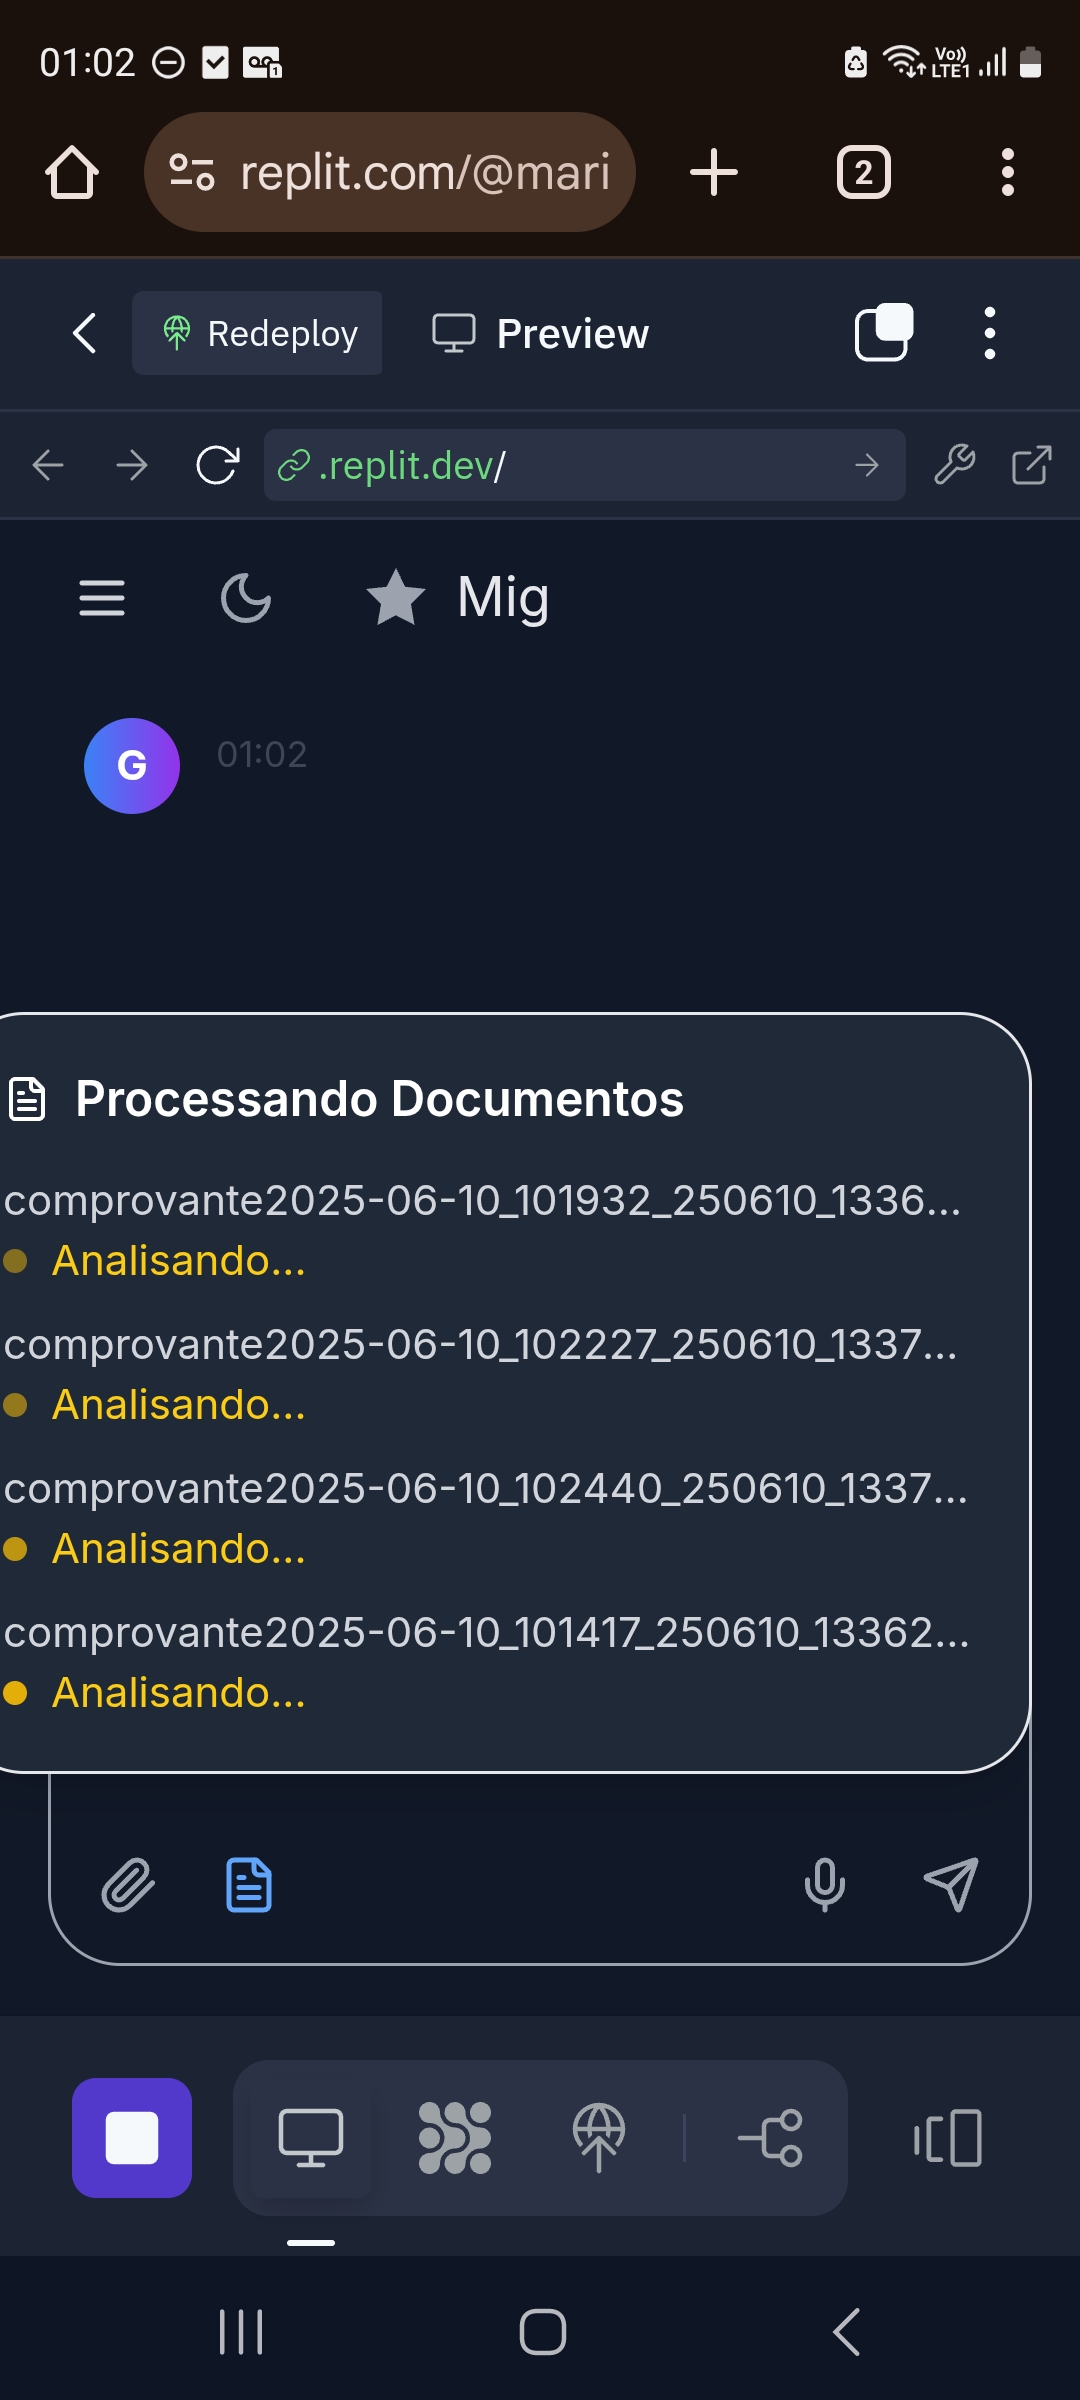 01:02
1
Vo))
LTE1
replit.com/@mari
2
Redeploy
Preview
.replit.dev/
Mig
G
01:02
Processando Documentos
comprovante2025-06-10_101932_250610_1336...
Analisando...
comprovante2025-06-10_102227_250610_1337...
Analisando...
comprovante2025-06-10_102440_250610_1337...
Analisando...
comprovante2025-06-10_101417_250610_13362...
Analisando...